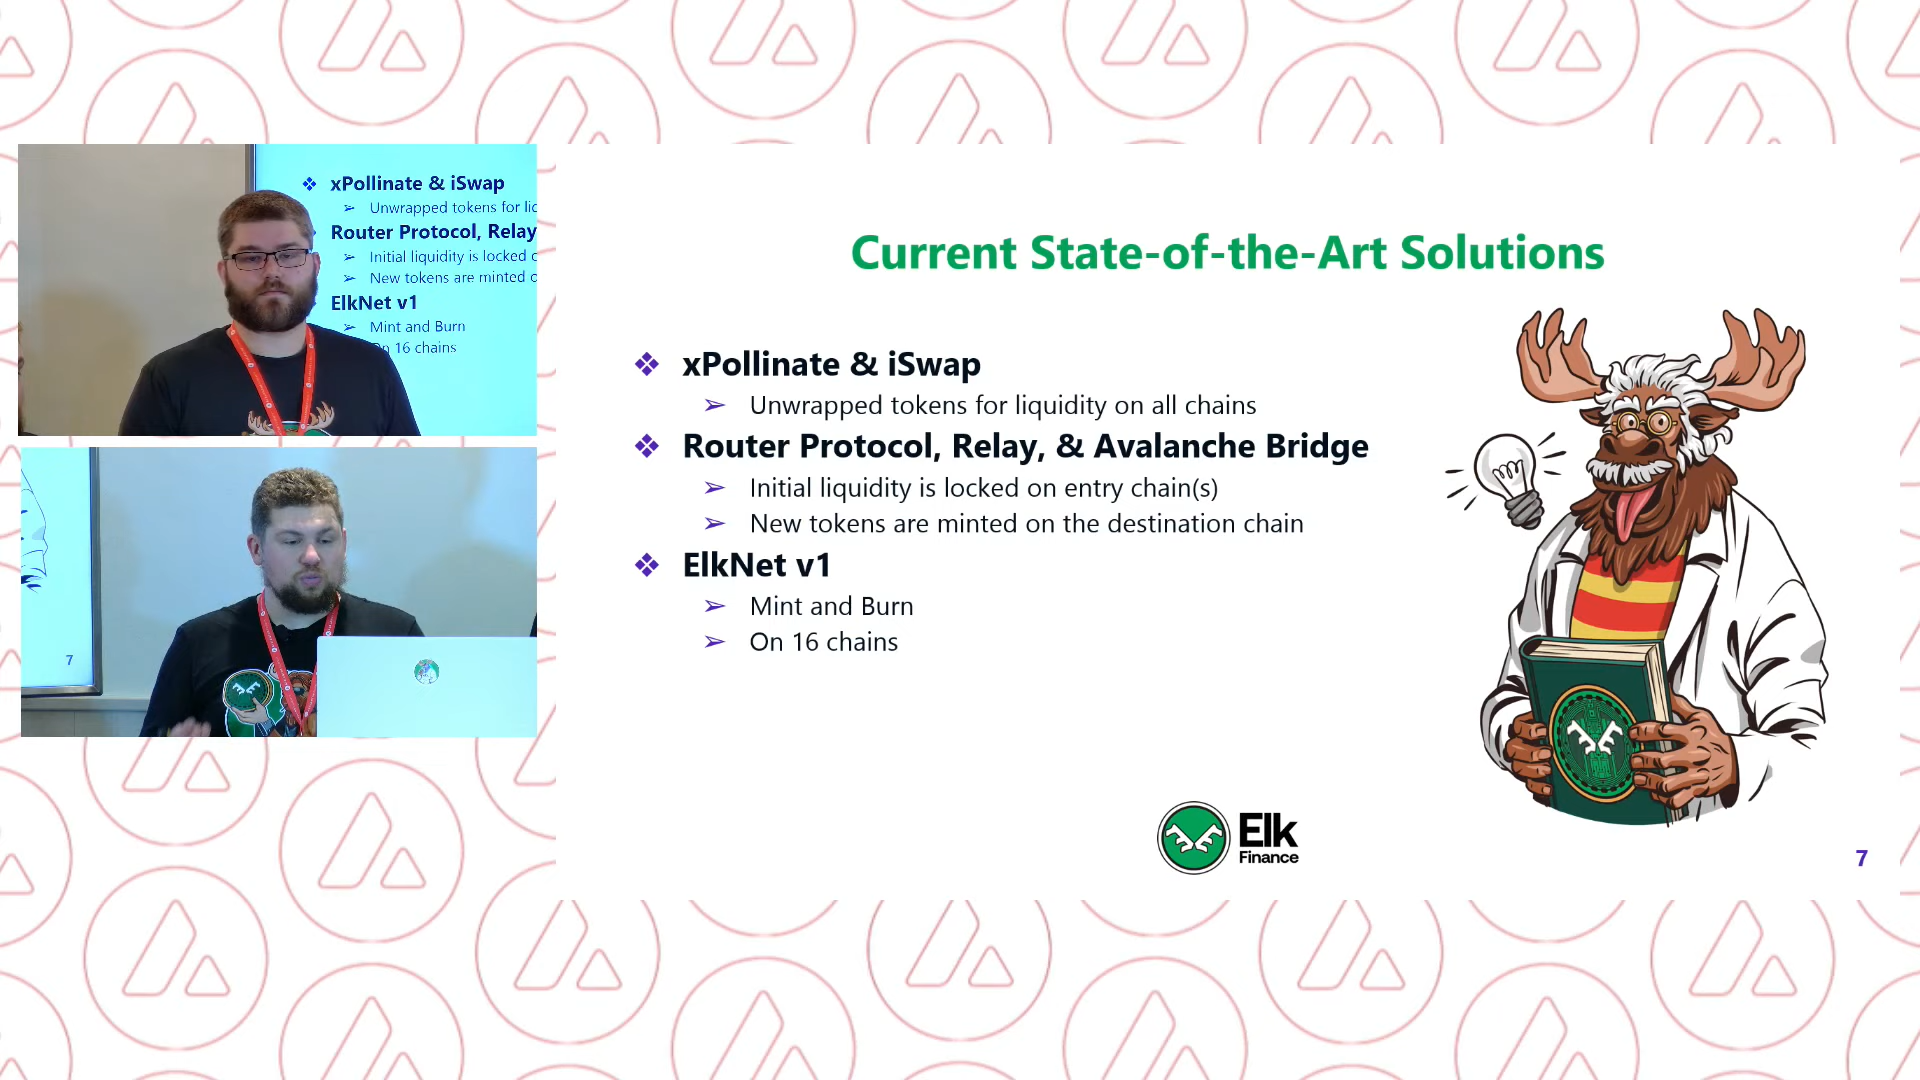 xPollinate & iSwap
Unwrapped tokens for
Router Protocol, Relay
Initial liquidity is locked
New tokens are minted
ElkNet v1
Mint and Burn
On 16 chains
7
Current State-of-the-Art Solutions
xPollinate & iSwap
Unwrapped tokens for liquidity on all chains
Router Protocol, Relay, & Avalanche Bridge
Initial liquidity is locked on entry chain(s)
New tokens are minted on the destination chain
ElkNet v1
Mint and Burn
On 16 chains
Elk
Finance
7